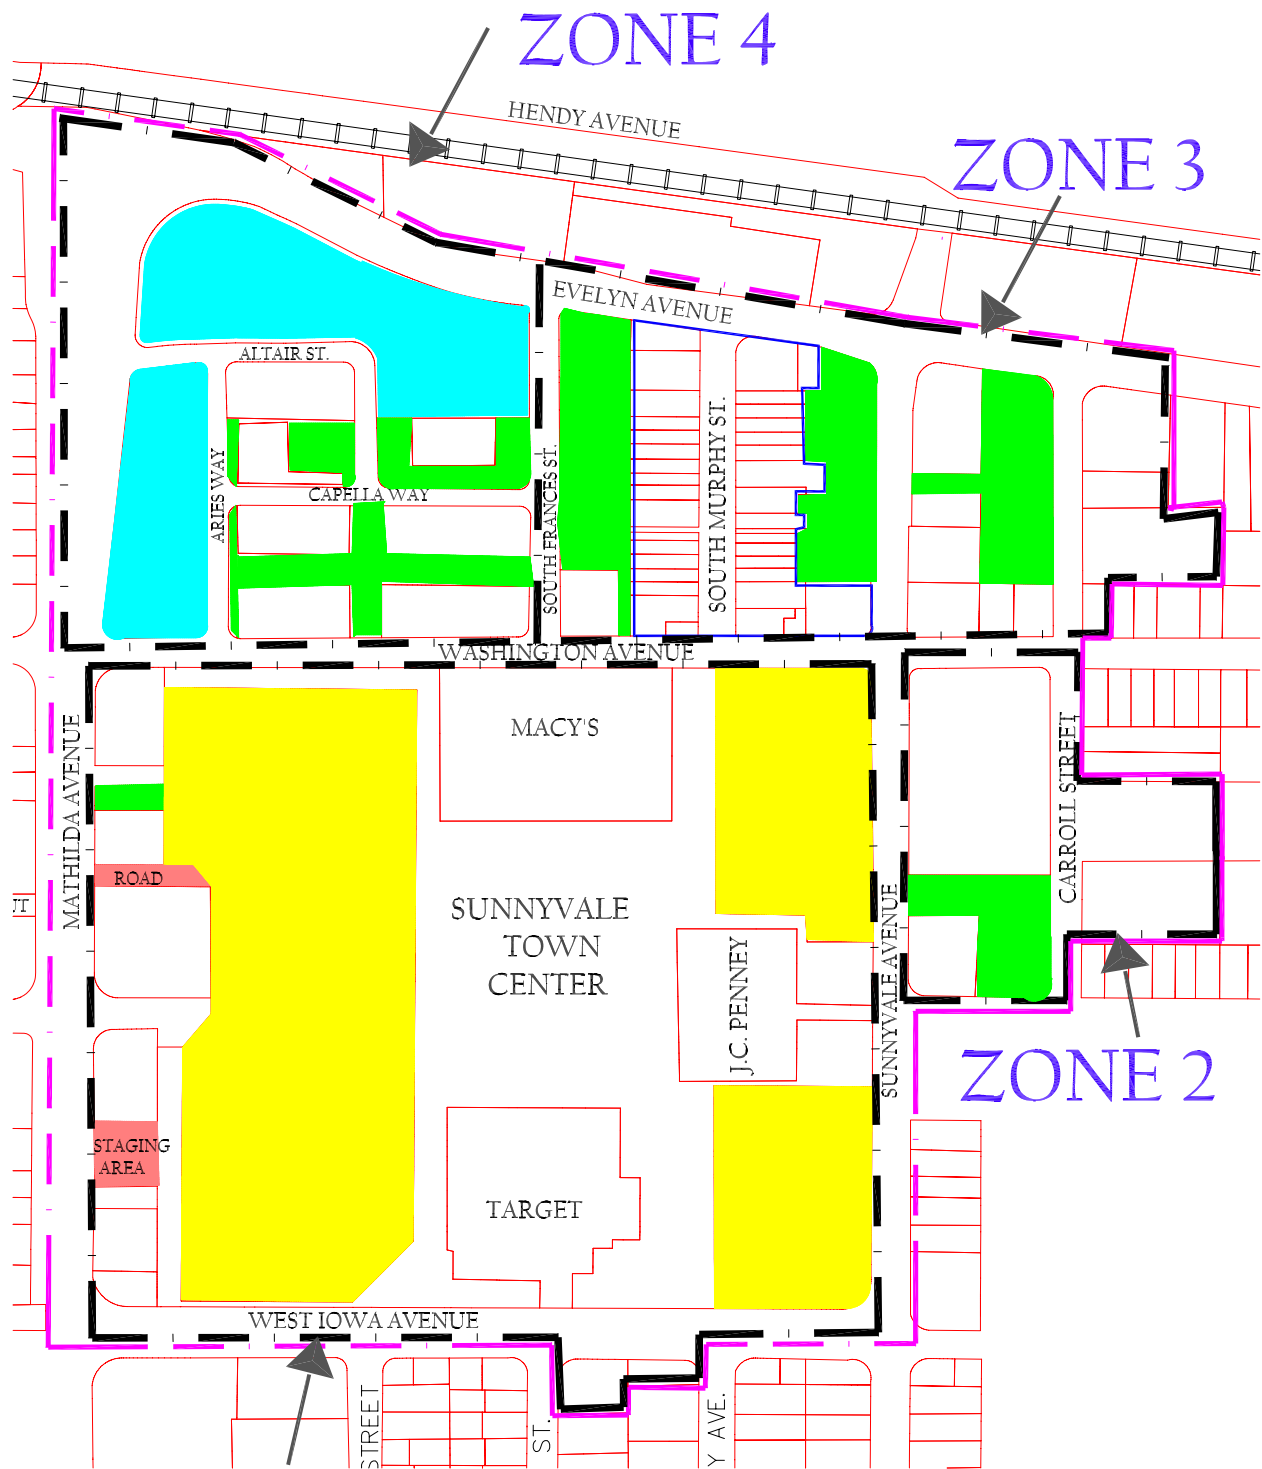 ZONE 4
HENDY AVENUE
ZONE 3
EVELYN AVENUE
ALTAIR ST.
ARIES WAY
CAPELLA WAY
SOUTH FRANCES ST.
SOUTH MURPHY ST.
WASHINGTON AVENUE
MATHILDA AVENUE
MACY'S
CARROLL STREET
ROAD
SUNNYVALE
TOWN
CENTER
J.C. PENNEY
SUNNYVALE AVENUE
ZONE 2
STAGING
AREA
TARGET
WEST IOWA AVENUE
STREET
ST.
Y AVE.